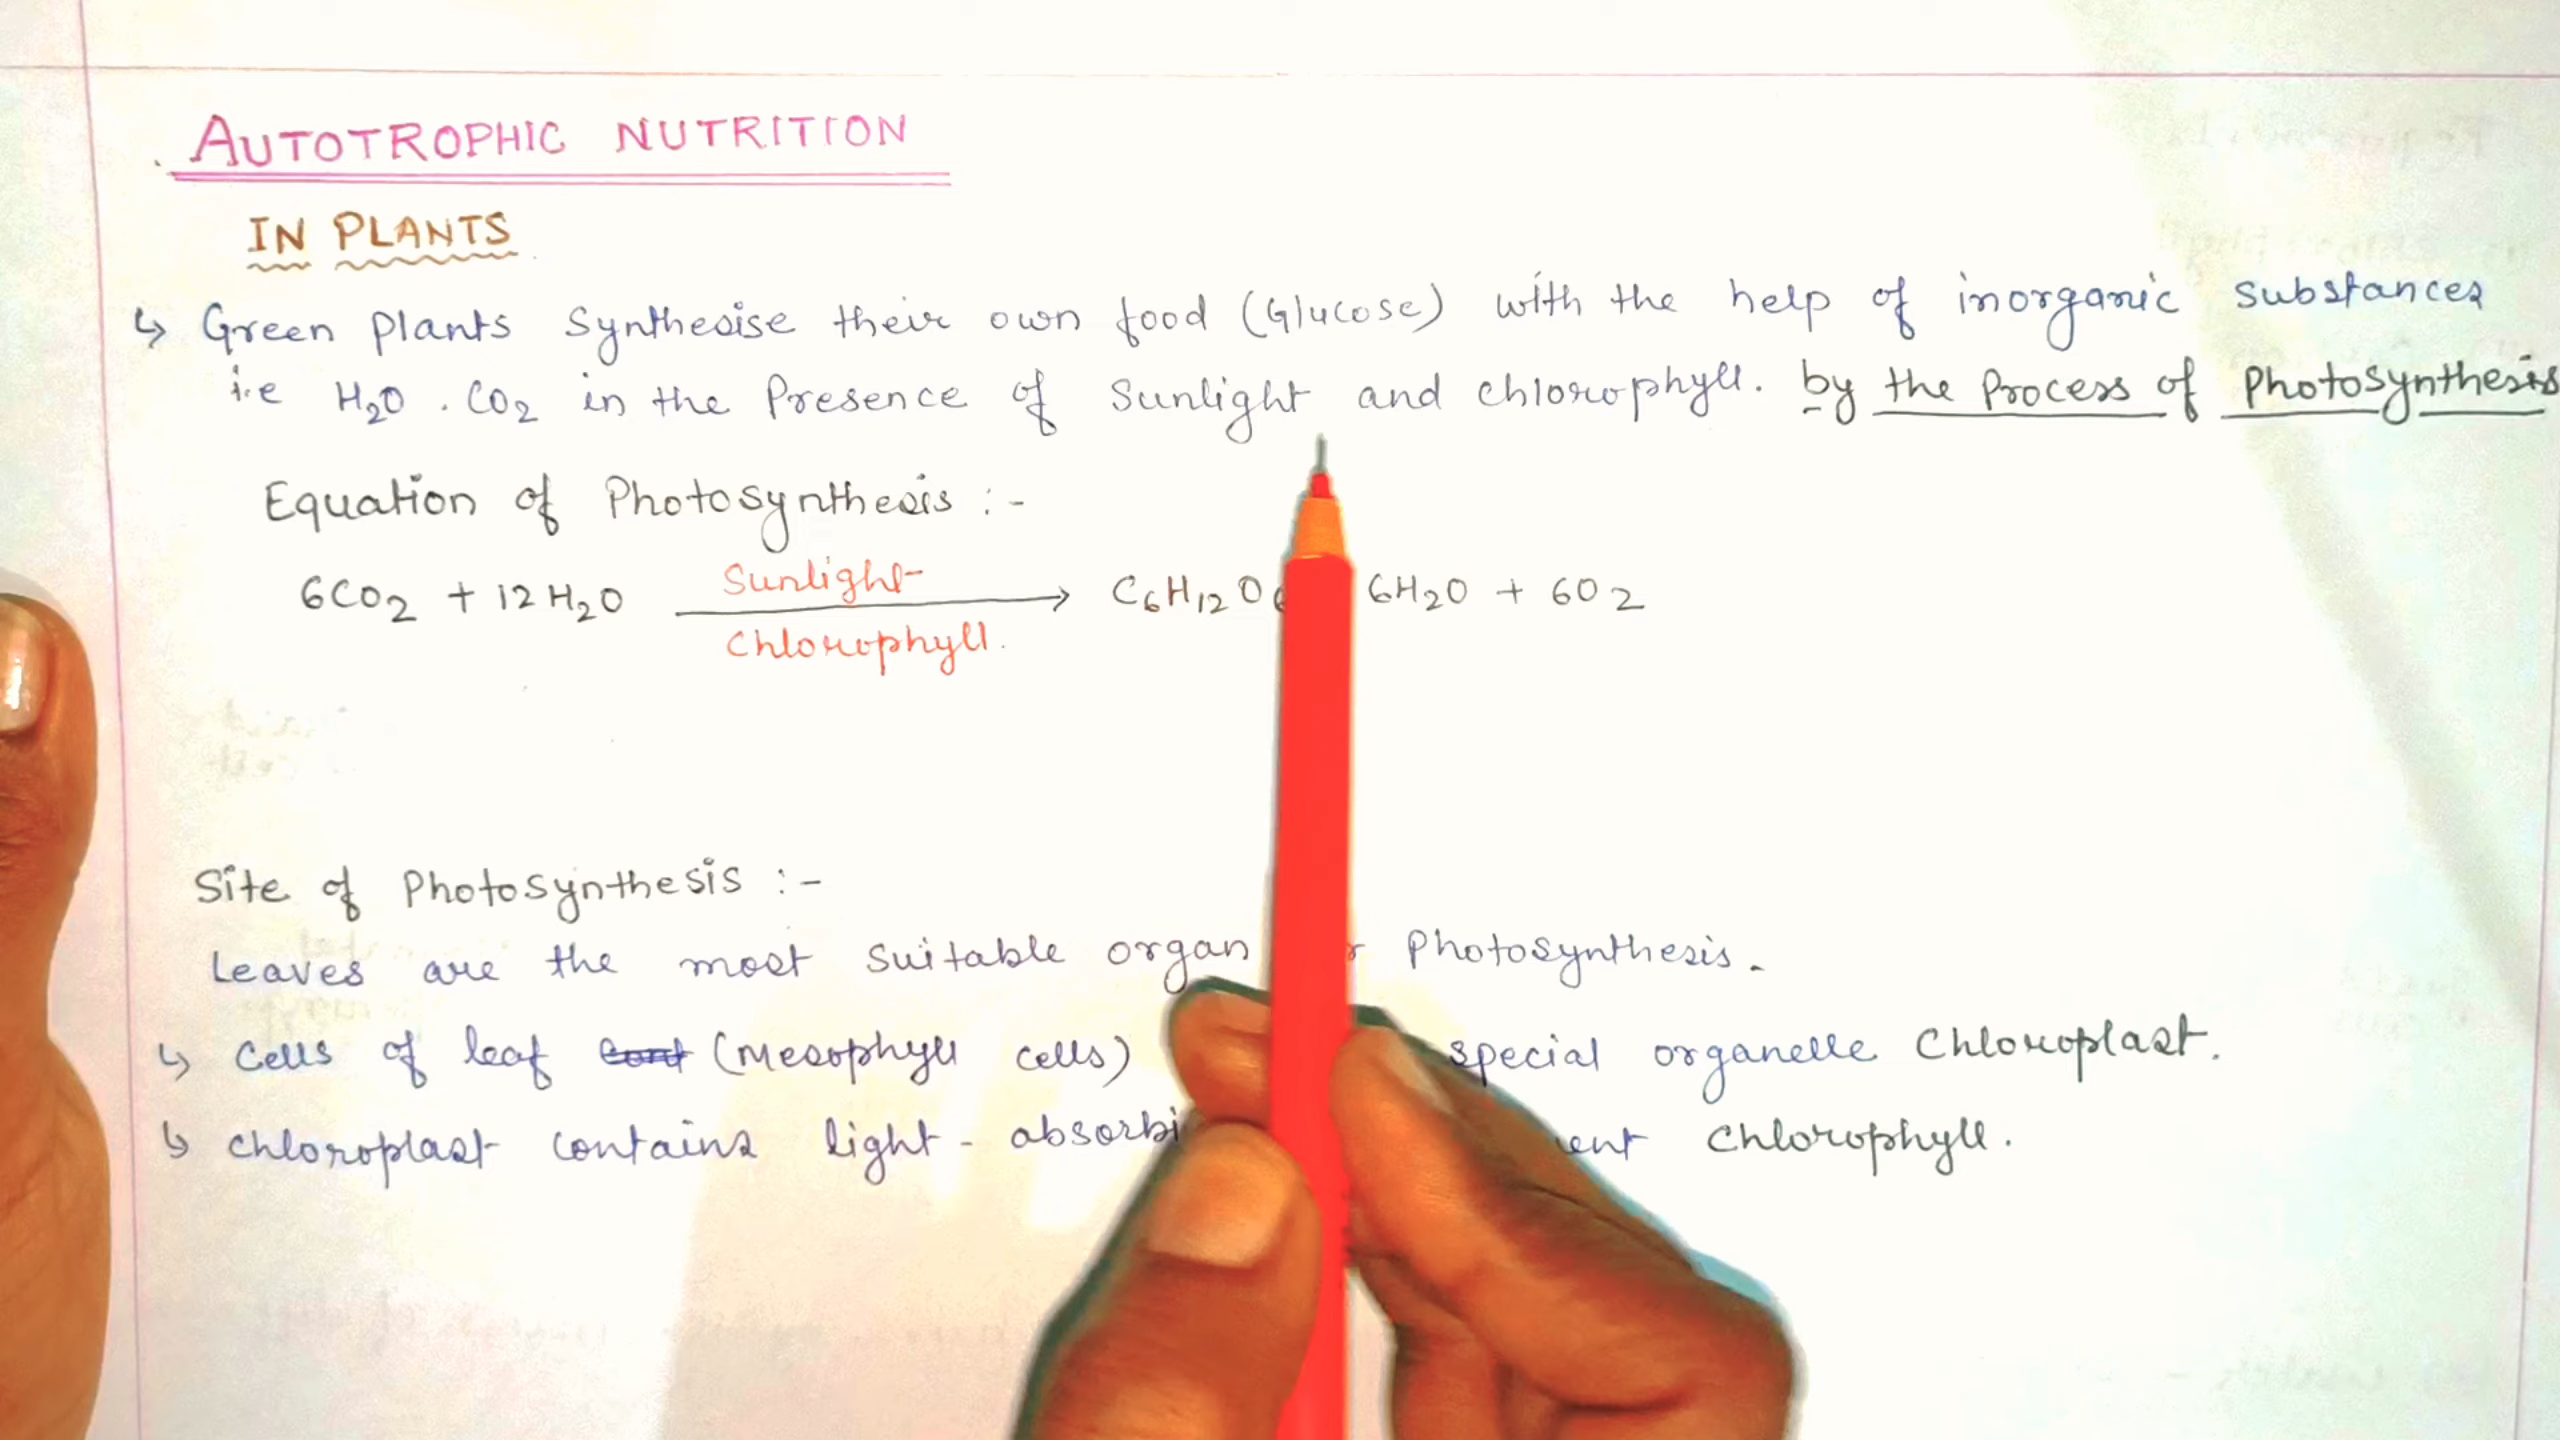 AUTOTROPHIC NUTRITION
IN PLANTS
↳ Green plants synthesise their own food (Glucose) with the help of inorganic substances
i.e H₂O . CO₂ in the Presence of Sunlight and chlorophyll. by the Process of Photosynthesis
Equation of Photosynthesis :-
Sunlight
6CO₂ + 12H₂O → C₆H₁₂O₆ 6H₂O + 6O₂
Chlorophyll.
Site of Photosynthesis :-
Leaves are the most suitable organ Photosynthesis.
↳ Cells of leaf (Mesophyll cells) special organelle Chloroplast.
↳ Chloroplast contains light - absorbi Chlorophyll.